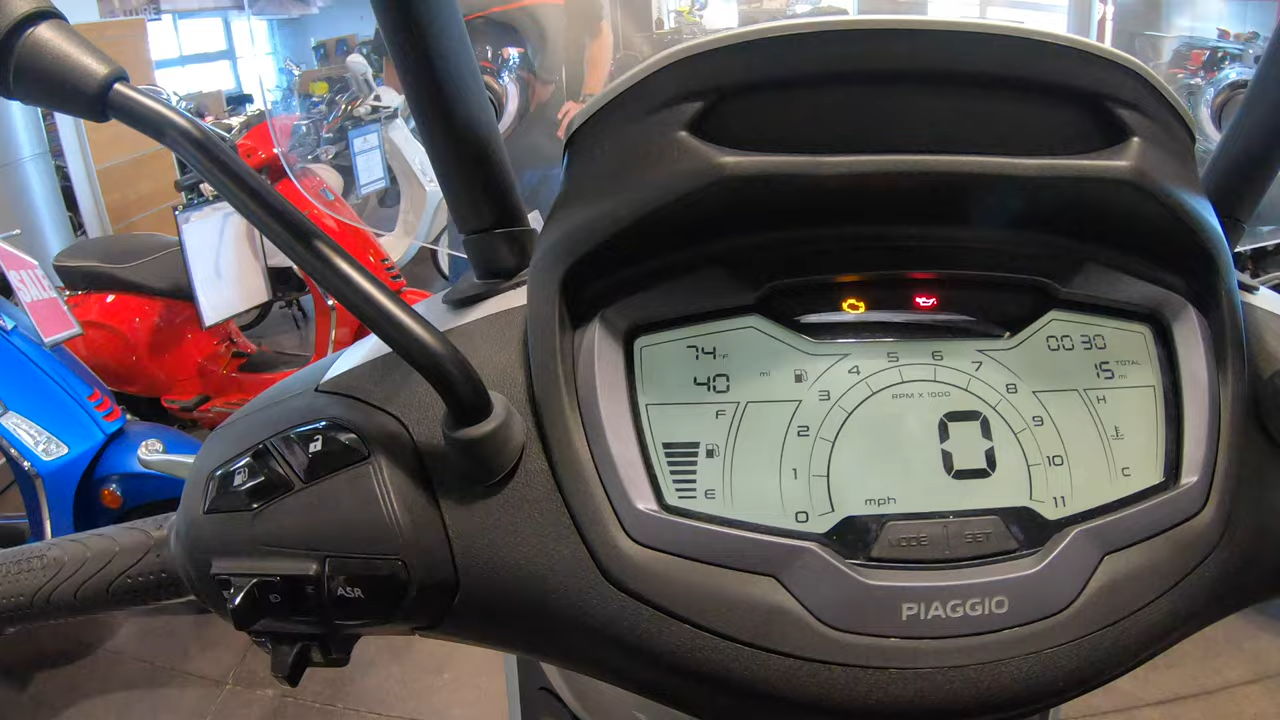 SALE
ASR
74°F
40 mi
F
E
0 1 2 3 4 5 6 7 8 9 10 11
RPM X 1000
0
mph
00 30
TOTAL
15 mi
H
C
MODE SET
PIAGGIO